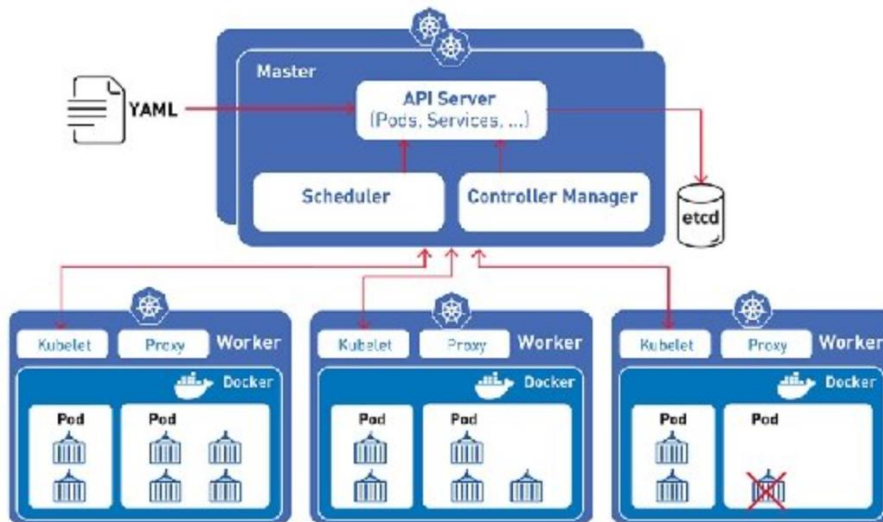 Master
YAML
API Server
(Pods, Services, ...)
Scheduler
Controller Manager
etcd
Kubelet
Proxy
Worker
Docker
Pod
Pod
Kubelet
Proxy
Worker
Docker
Pod
Pod
Kubelet
Proxy
Worker
Docker
Pod
Pod